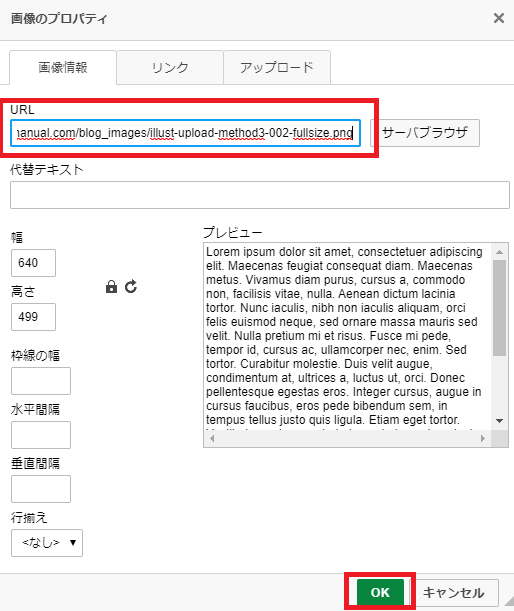 画像のプロパティ
画像情報
リンク
アップロード
URL
anual.com/blog_images/illust-upload-method3-002-fullsize.png
サーバブラウザ
代替テキスト
幅
640
高さ
499
枠線の幅
水平間隔
垂直間隔
行揃え
<なし>
プレビュー
Lorem ipsum dolor sit amet, consectetuer adipiscing
elit. Maecenas feugiat consequat diam. Maecenas
metus. Vivamus diam purus, cursus a, commodo
non, facilisis vitae, nulla. Aenean dictum lacinia
tortor. Nunc iaculis, nibh non iaculis aliquam, orci
felis euismod neque, sed ornare massa mauris sed
velit. Nulla pretium mi et risus. Fusce mi pede,
tempor id, cursus ac, ullamcorper nec, enim. Sed
tortor. Curabitur molestie. Duis velit augue,
condimentum at, ultrices a, luctus ut, orci. Donec
pellentesque egestas eros. Integer cursus, augue in
cursus faucibus, eros pede bibendum sem, in
tempus tellus justo quis ligula. Etiam eget tortor.
OK
キャンセル